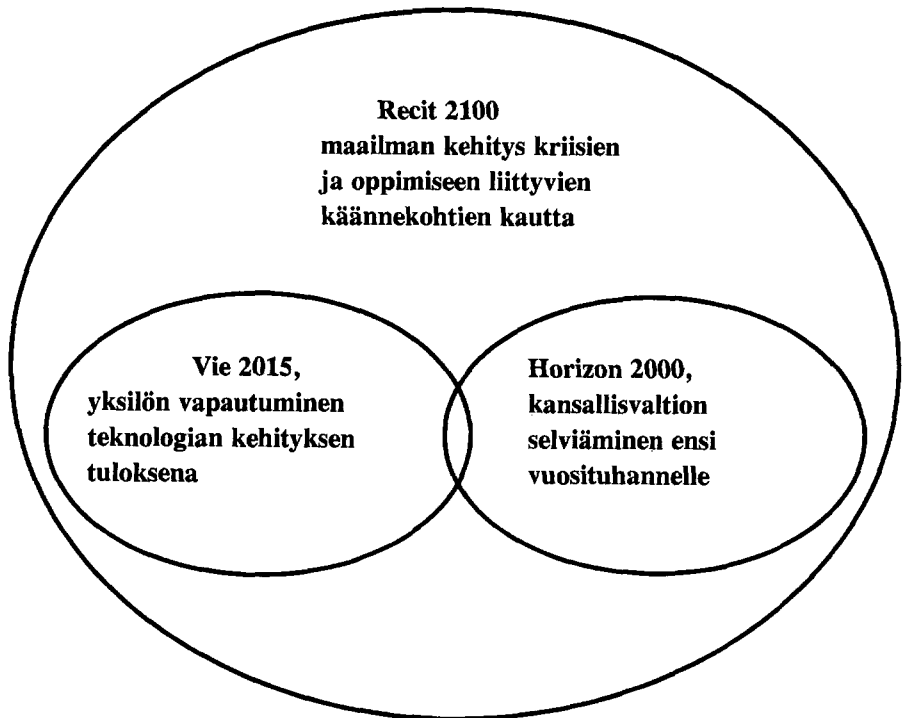 Recit 2100
maailman kehitys kriisien
ja oppimiseen liittyvien
käännekohtien kautta
Vie 2015,
yksilön vapautuminen
teknologian kehityksen
tuloksena
Horizon 2000,
kansallisvaltion
selviäminen ensi
vuosituhannelle